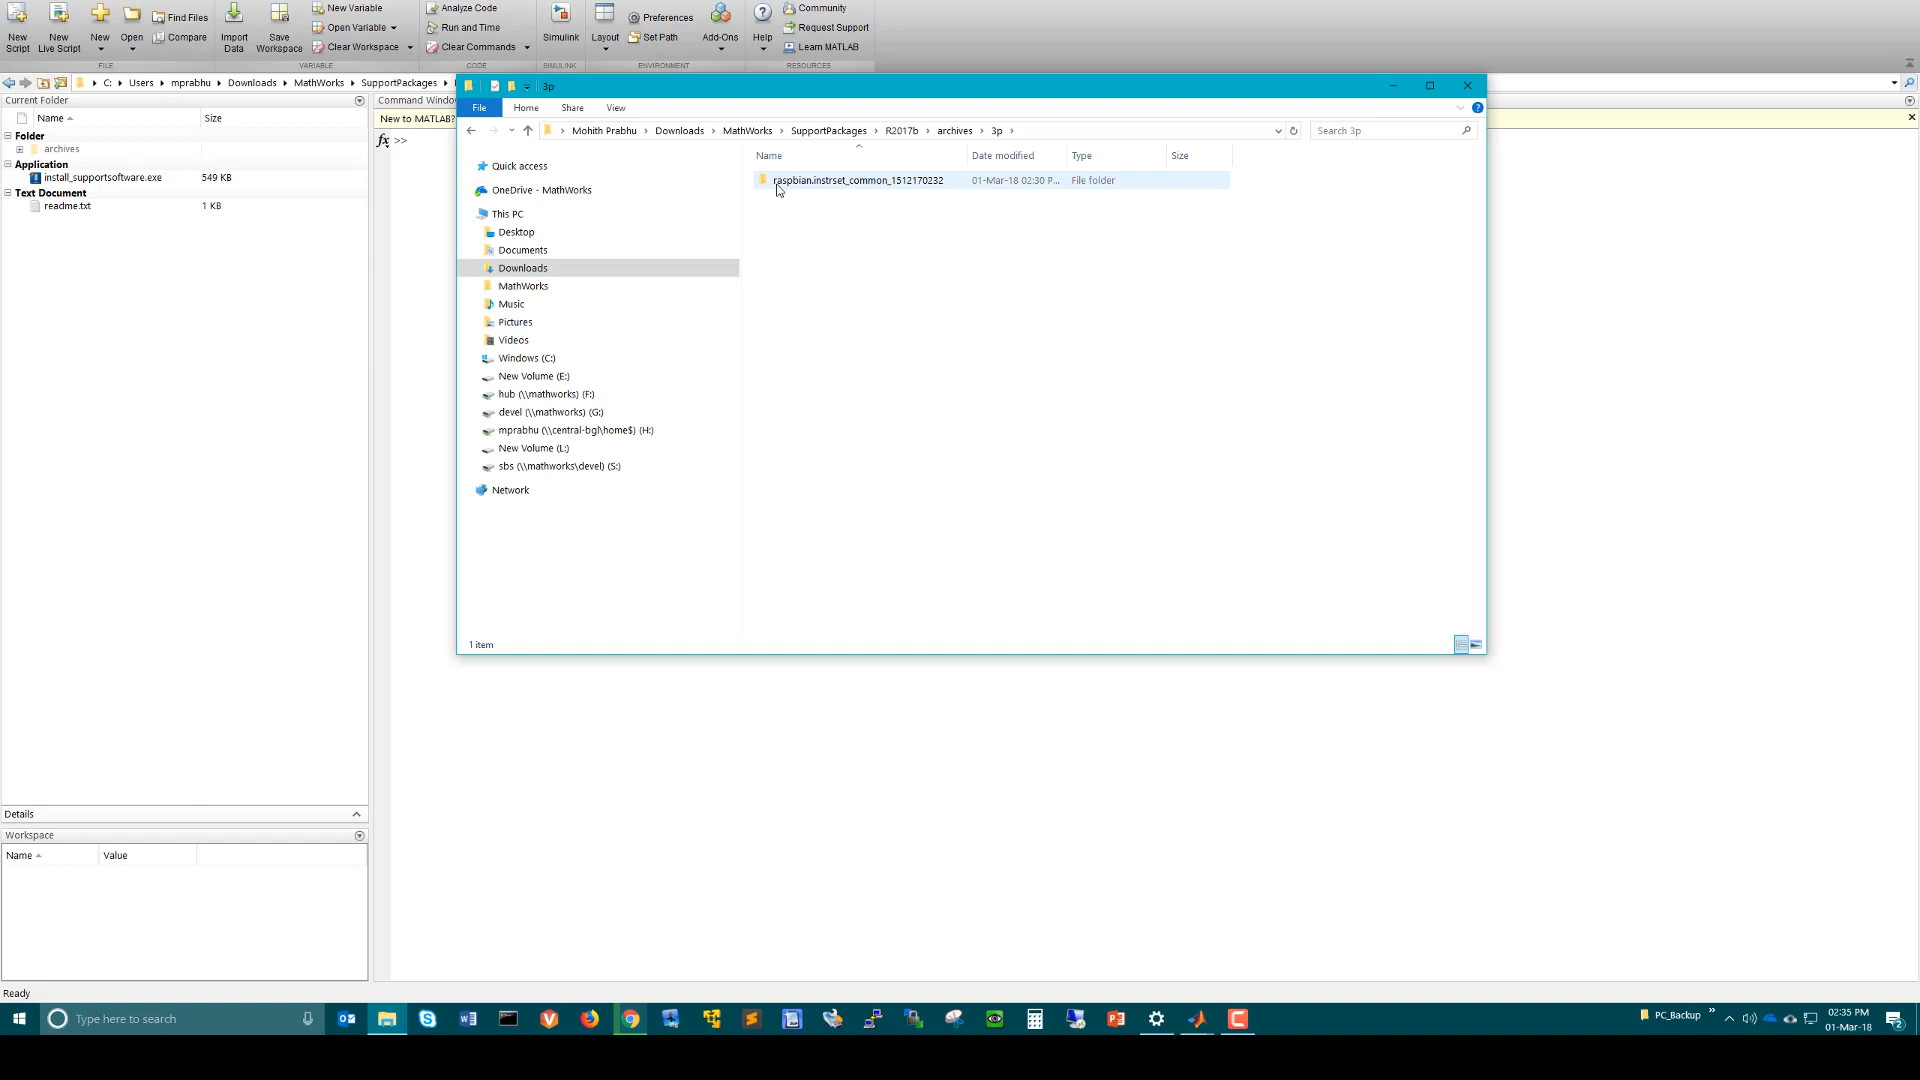 New Script
New Live Script
New
Open
Find Files
Compare
FILE
Import Data
Save Workspace
New Variable
Open Variable
Clear Workspace
VARIABLE
Analyze Code
Run and Time
Clear Commands
CODE
Simulink
SIMULINK
Layout
Preferences
Set Path
Add-Ons
ENVIRONMENT
Help
Community
Request Support
Learn MATLAB
RESOURCES
C: Users mprabhu Downloads MathWorks SupportPackages
Current Folder
Name Size
Folder
archives
Application
install_supportsoftware.exe 549 KB
Text Document
readme.txt 1 KB
Details
Workspace
Name Value
Ready
Command Window
New to MATLAB?
fx >>
3p
File Home Share View
Mohith Prabhu Downloads MathWorks SupportPackages R2017b archives 3p
Search 3p
Name Date modified Type Size
raspbian.instrset_common_1512170232 01-Mar-18 02:30 P... File folder
Quick access
OneDrive - MathWorks
This PC
Desktop
Documents
Downloads
MathWorks
Music
Pictures
Videos
Windows (C:)
New Volume (E:)
hub (\\mathworks) (F:)
devel (\\mathworks) (G:)
mprabhu (\\central-bgl\home$) (H:)
New Volume (L:)
sbs (\\mathworks\devel) (S:)
Network
1 item
Type here to search
PC_Backup
02:35 PM
01-Mar-18
2